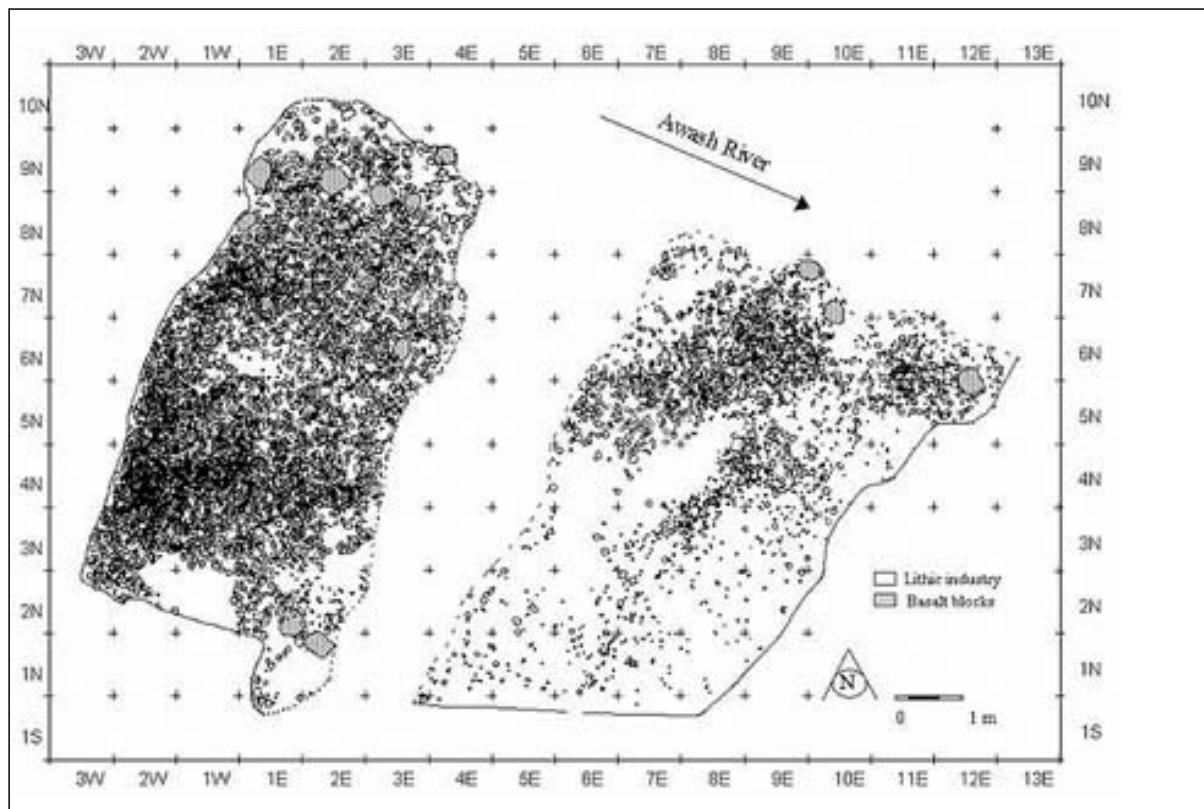 3W 2W 1W 1E 2E 3E 4E 5E 6E 7E 8E 9E 10E 11E 12E 13E
10N 10N
Awash River
9N 9N
8N 8N
7N 7N
6N 6N
5N 5N
4N 4N
3N 3N
Lithic industry
Basalt blocks
2N 2N
1N 1N
N
0 1 m
1S 1S
3W 2W 1W 1E 2E 3E 4E 5E 6E 7E 8E 9E 10E 11E 12E 13E